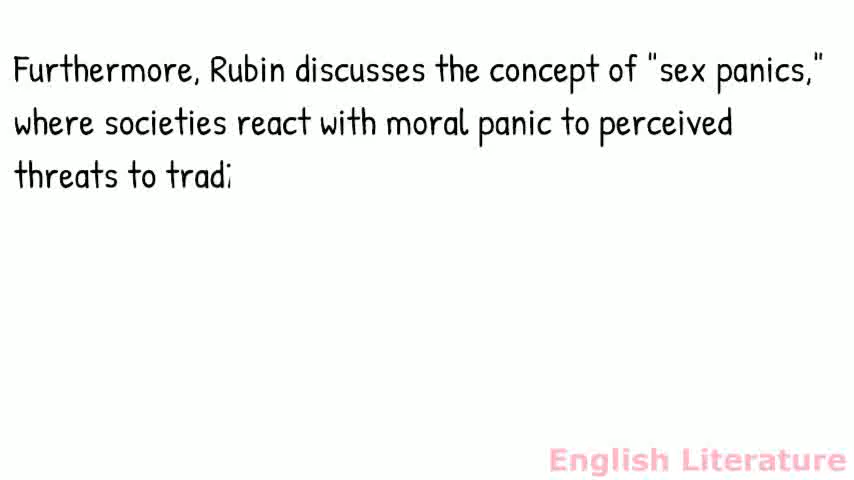 Furthermore, Rubin discusses the concept of "sex panics,"
where societies react with moral panic to perceived
threats to tradi
English Literature